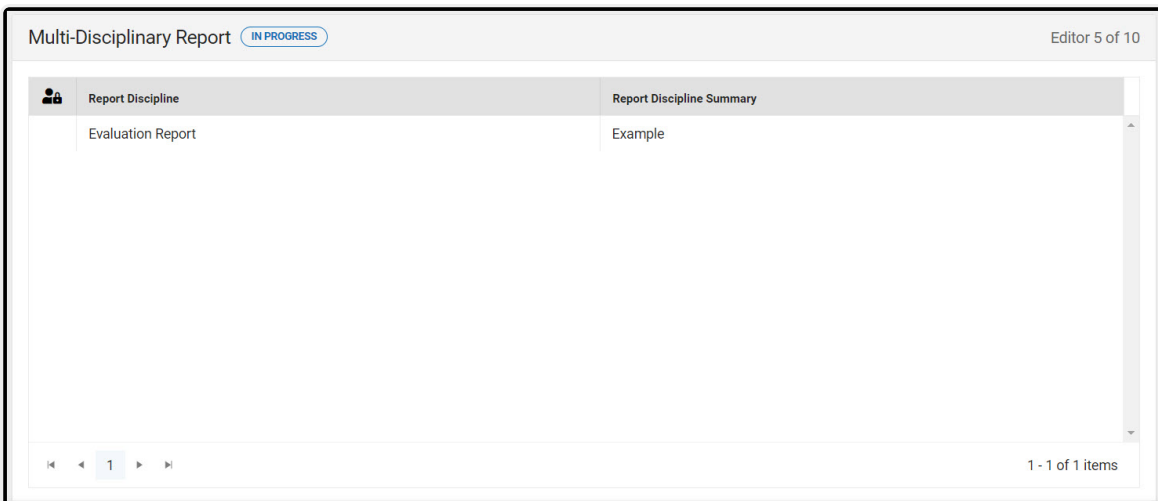 Multi-Disciplinary Report IN PROGRESS Editor 5 of 10
Report Discipline Report Discipline Summary
Evaluation Report Example
1 1 - 1 of 1 items